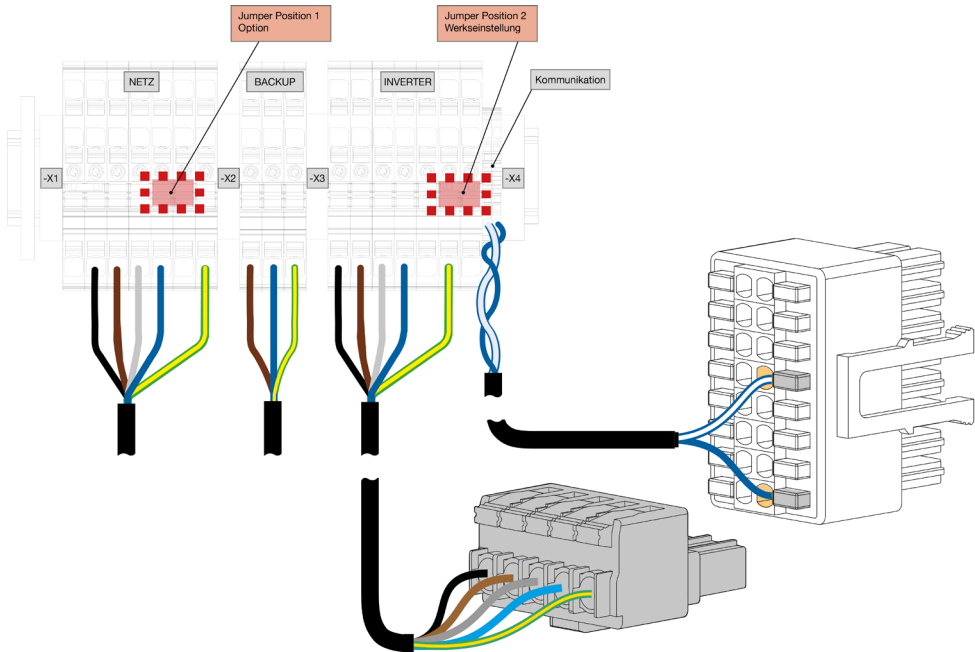 Jumper Position 1
Option
Jumper Position 2
Werkseinstellung
NETZ
BACKUP
INVERTER
Kommunikation
-X1
-X2
-X3
-X4